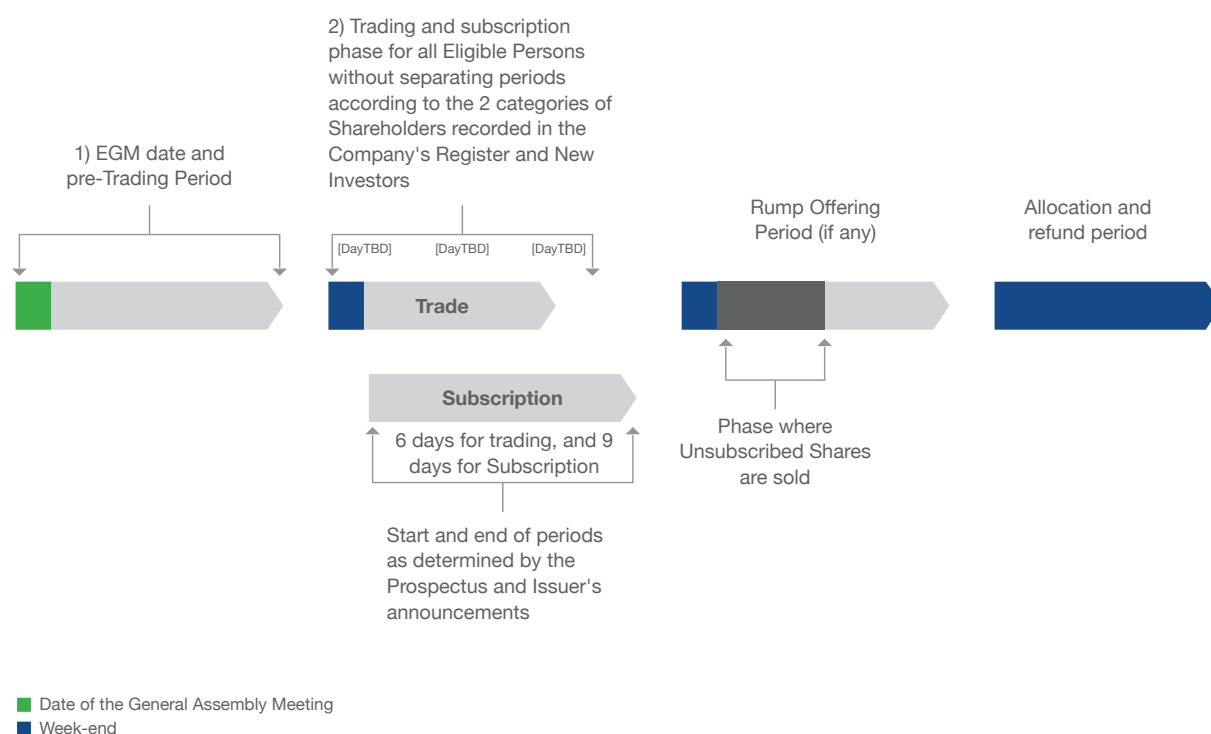 1) EGM date and
pre-Trading Period
2) Trading and subscription
phase for all Eligible Persons
without separating periods
according to the 2 categories of
Shareholders recorded in the
Company's Register and New
Investors
[DayTBD] [DayTBD] [DayTBD]
Trade
Subscription
6 days for trading, and 9
days for Subscription
Start and end of periods
as determined by the
Prospectus and Issuer's
announcements
Rump Offering
Period (if any)
Phase where
Unsubscribed Shares
are sold
Allocation and
refund period
Date of the General Assembly Meeting
Week-end